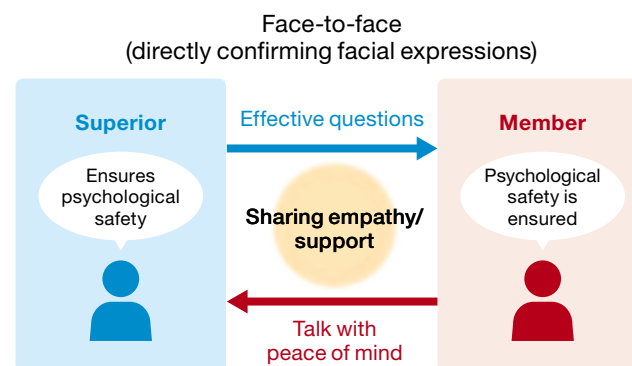 Face-to-face
(directly confirming facial expressions)
Superior
Effective questions
Member
Ensures
psychological
safety
Sharing empathy/
support
Psychological
safety is
ensured
Talk with
peace of mind